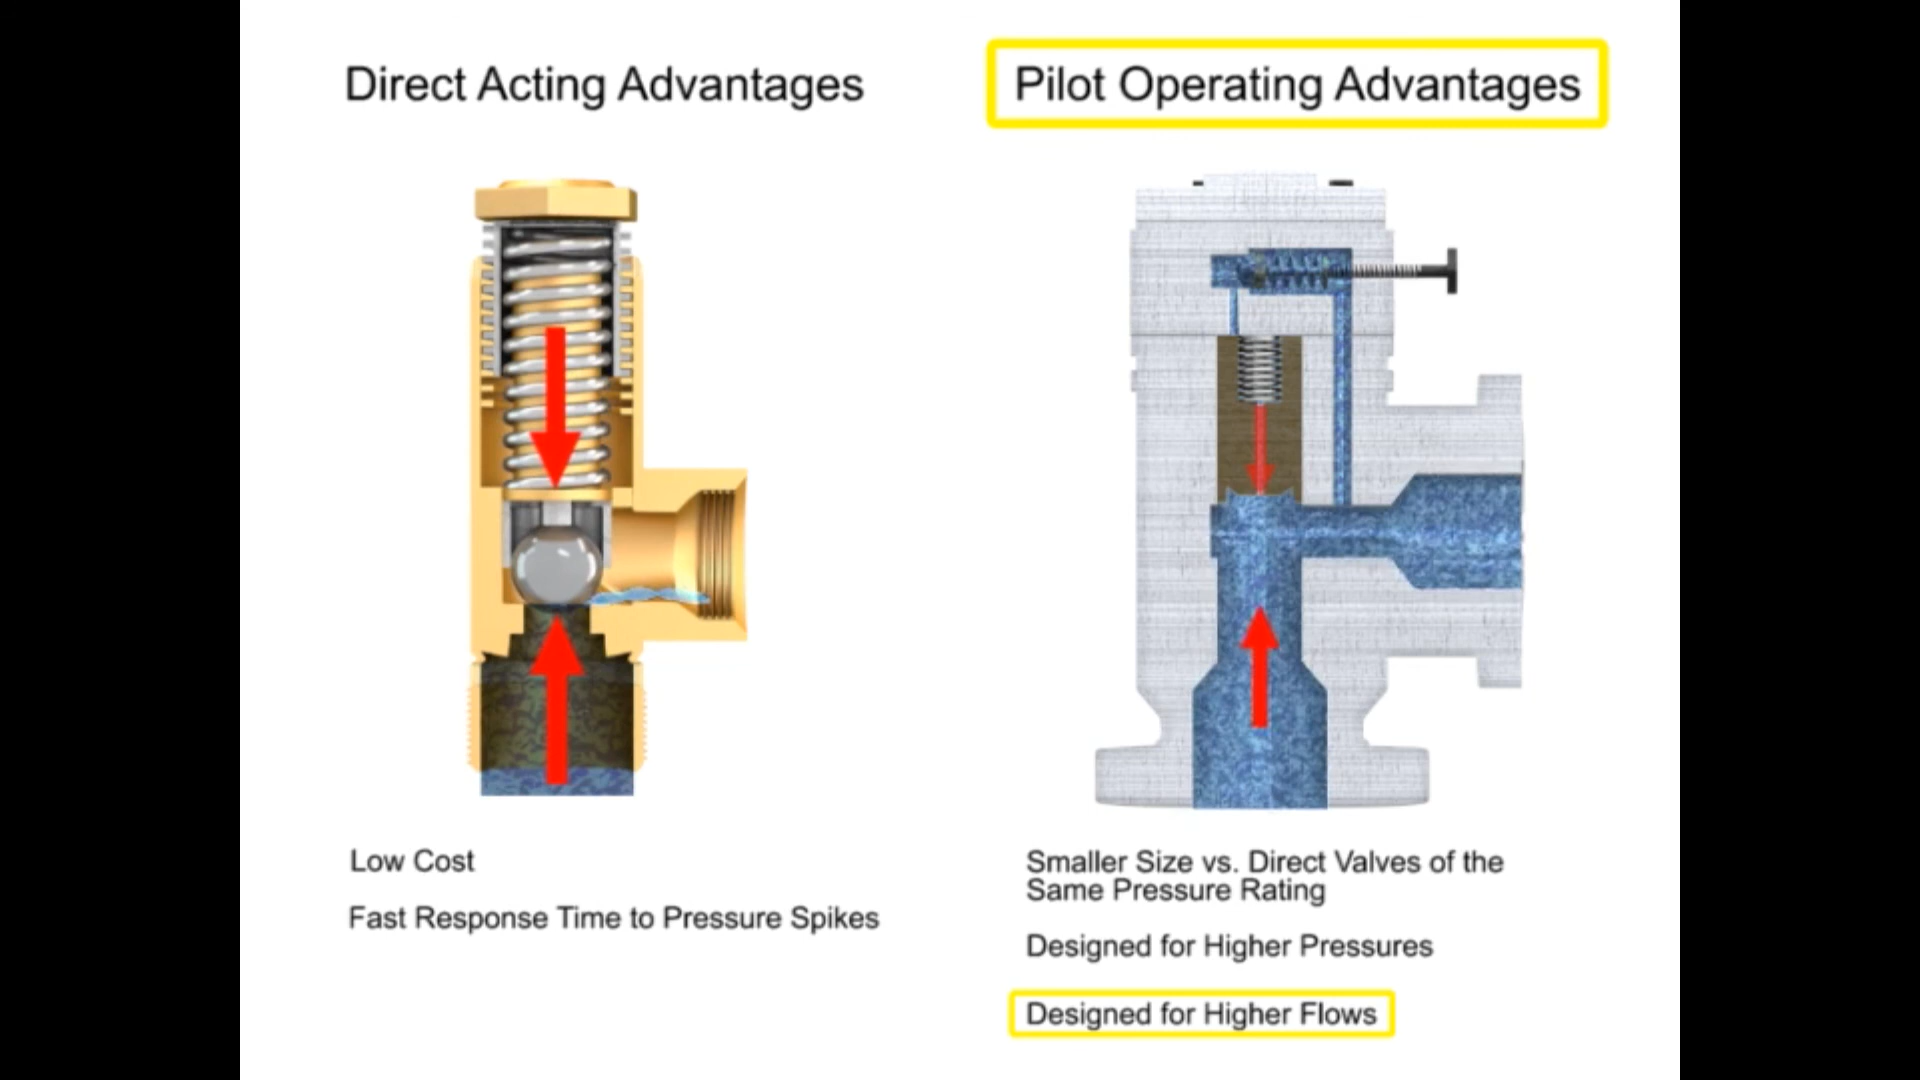 Direct Acting Advantages
Pilot Operating Advantages
Low Cost
Fast Response Time to Pressure Spikes
Smaller Size vs. Direct Valves of the
Same Pressure Rating
Designed for Higher Pressures
Designed for Higher Flows